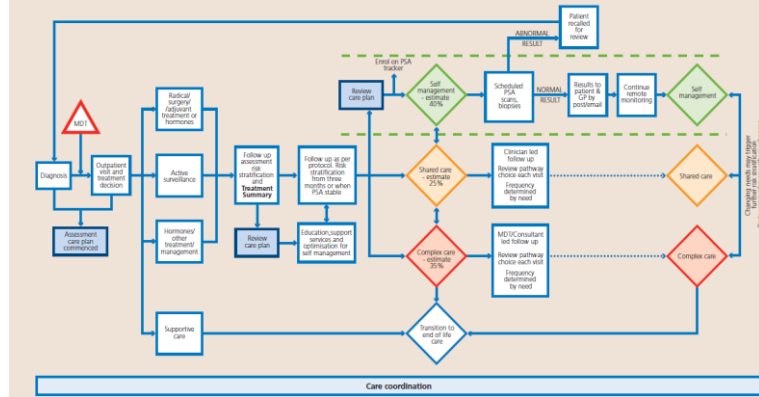 Patient
recalled
for
review
ABNORMAL
RESULT
Enrol on PSA
tracker
Review
care plan
Self
management
- estimate
40%
Scheduled
PSA
scans,
biopsies
NORMAL
RESULT
Results to
patient &
GP by
post/email
Continue
remote
monitoring
Self
management
MDT
Diagnosis
Outpatient
visit and
treatment
decision
Assessment
care plan
commenced
Radical/
surgery/
/adjuvant
treatment or
hormones
Active
surveillance
Hormones/
other
treatment/
management
Supportive
care
Follow up
assessment
risk
stratification
and
Treatment
Summary
Review
care plan
Follow up as per
protocol. Risk
stratification
from three
months or when
PSA stable
Education,support
services and
optimisation for
self management
Shared care
- estimate
25%
Clinician led
follow up
Review pathway
choice each visit
Frequency
determined
by need
Shared care
Complex care
- estimate
35%
MDT/Consultant
led follow up
Review pathway
choice each visit
Frequency
determined
by need
Complex care
Transition to
end of life
care
Changing needs may trigger
further risk stratification
Care coordination